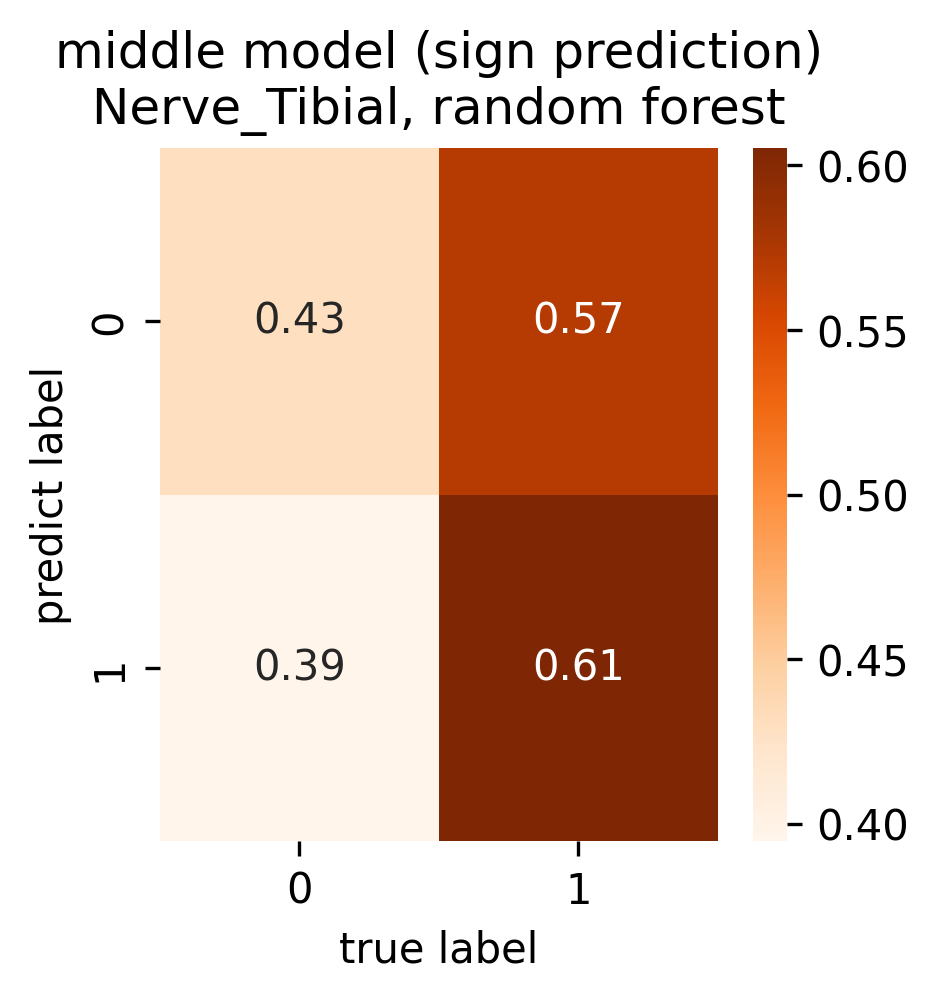 middle model (sign prediction)
Nerve_Tibial, random forest
0.60
0.43 0.57
0
0.55
predict label
0.50
0.39 0.61
1
0.45
0.40
0 1
true label